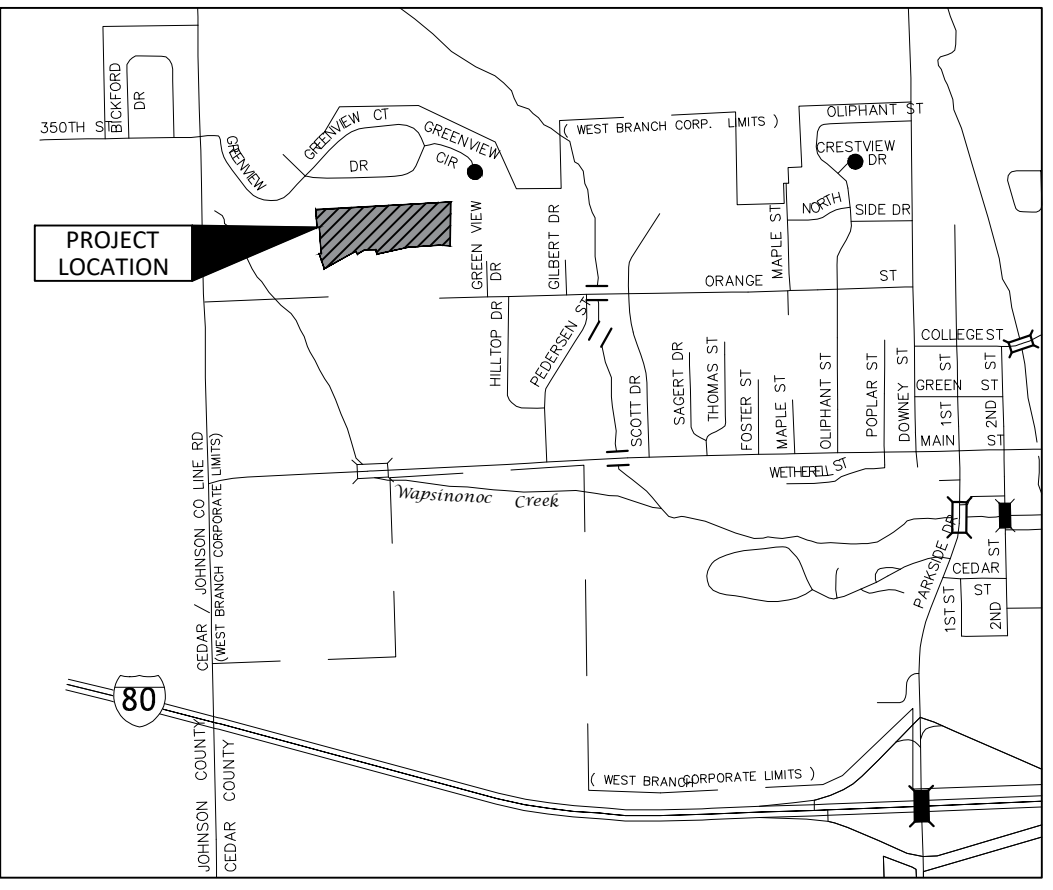 350TH ST
BICKFORD
DR
GREENVIEW
GREENVIEW CT
DR
GREENVIEW
CIR
( WEST BRANCH CORP. LIMITS )
OLIPHANT ST
CRESTVIEW
DR
NORTH
SIDE DR
MAPLE ST
PROJECT
LOCATION
GREEN VIEW
DR
GILBERT DR
ORANGE
ST
HILLTOP DR
PEDERSEN ST
SCOTT DR
SAGERT DR
THOMAS ST
FOSTER ST
MAPLE ST
OLIPHANT ST
POPLAR ST
DOWNEY ST
COLLEGE ST
GREEN ST
1ST ST
2ND ST
MAIN ST
WETHERELL ST
Wapsinonoc Creek
CEDAR / JOHNSON CO LINE RD
(WEST BRANCH CORPORATE LIMITS)
PARKSIDE DR
CEDAR
ST
1ST ST
2ND ST
80
JOHNSON COUNTY
CEDAR COUNTY
( WEST BRANCH CORPORATE LIMITS )